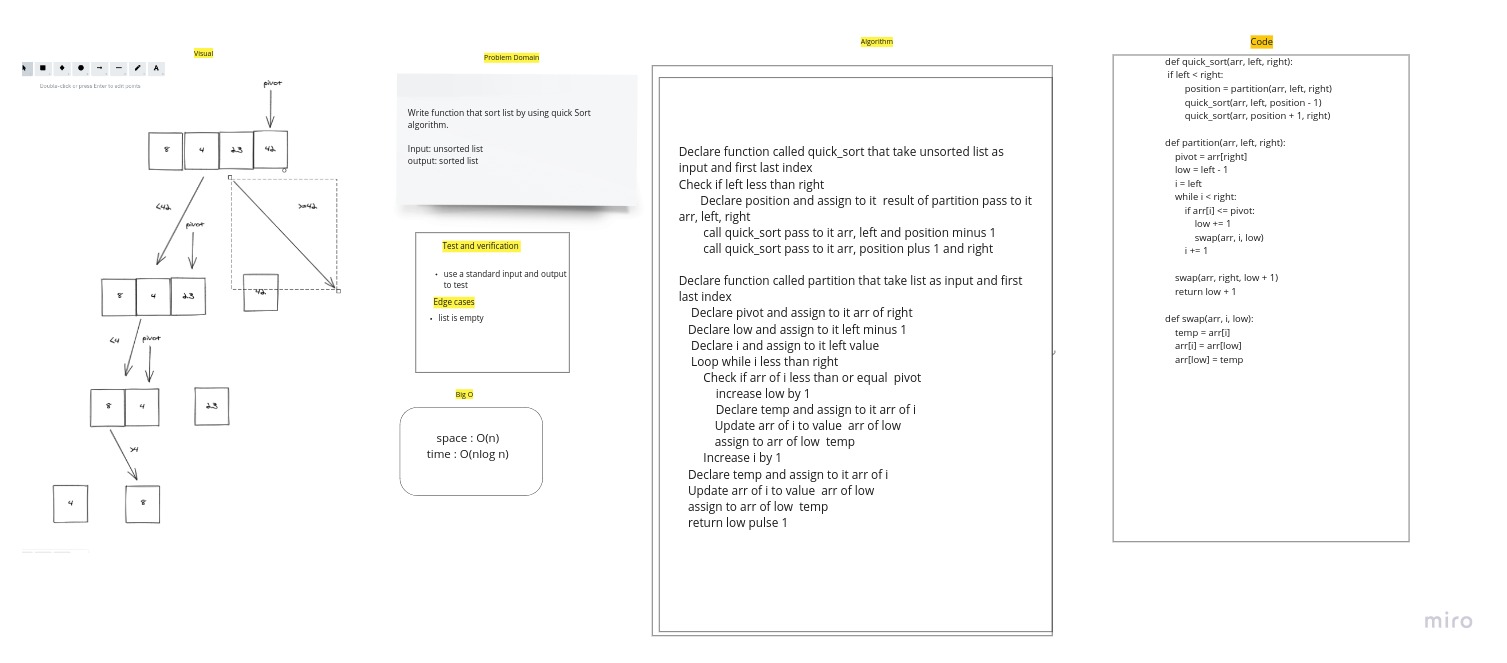 Visual
A
Double-click or press Enter to edit points
pivot
8 4 23 42
<42
>=42
pivot
8 4 23
42
<4
pivot
8 4
23
>4
4
8
Problem Domain
Write function that sort list by using quick Sort
algorithm.
Input: unsorted list
output: sorted list
Test and verification
• use a standard input and output
to test
Edge cases
• list is empty
Big O
space : O(n)
time : O(nlog n)
Algorithm
Declare function called quick_sort that take unsorted list as
input and first last index
Check if left less than right
Declare position and assign to it result of partition pass to it
arr, left, right
call quick_sort pass to it arr, left and position minus 1
call quick_sort pass to it arr, position plus 1 and right
Declare function called partition that take list as input and first
last index
Declare pivot and assign to it arr of right
Declare low and assign to it left minus 1
Declare i and assign to it left value
Loop while i less than right
Check if arr of i less than or equal pivot
increase low by 1
Declare temp and assign to it arr of i
Update arr of i to value arr of low
assign to arr of low temp
Increase i by 1
Declare temp and assign to it arr of i
Update arr of i to value arr of low
assign to arr of low temp
return low pulse 1
Code
def quick_sort(arr, left, right):
if left < right:
position = partition(arr, left, right)
quick_sort(arr, left, position - 1)
quick_sort(arr, position + 1, right)
def partition(arr, left, right):
pivot = arr[right]
low = left - 1
i = left
while i < right:
if arr[i] <= pivot:
low += 1
swap(arr, i, low)
i += 1
swap(arr, right, low + 1)
return low + 1
def swap(arr, i, low):
temp = arr[i]
arr[i] = arr[low]
arr[low] = temp
miro